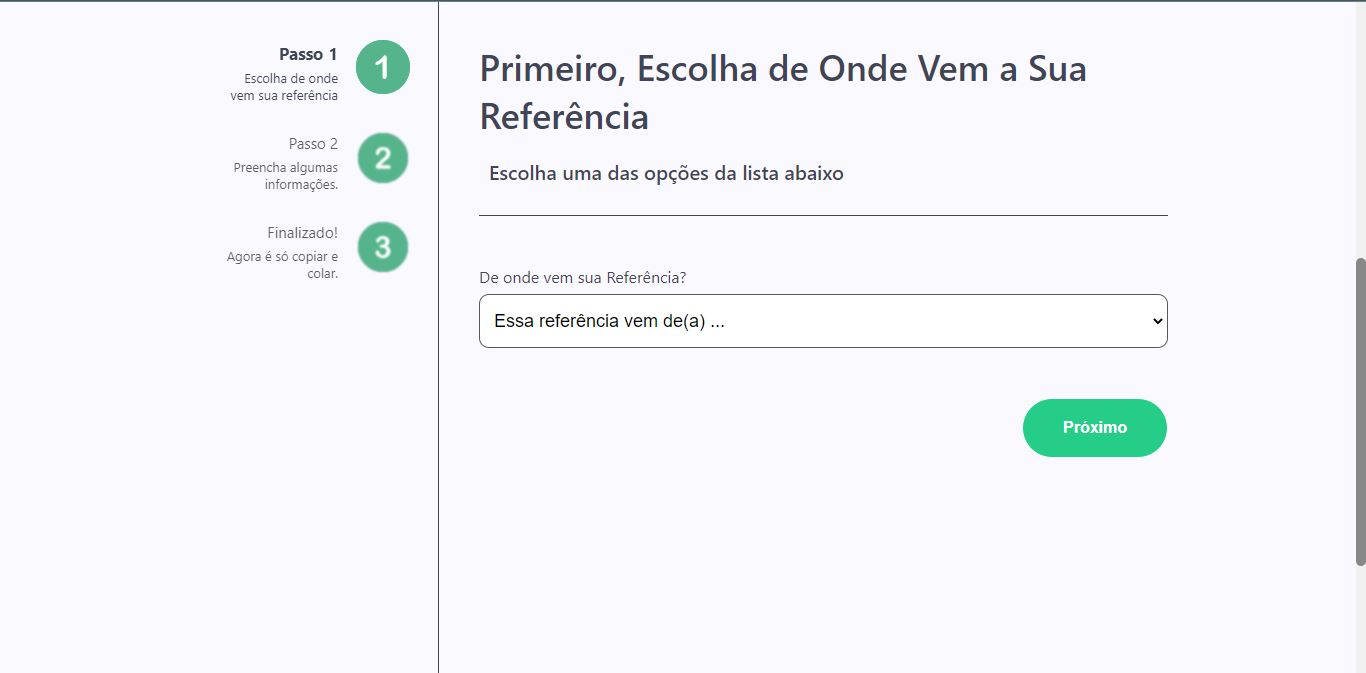 Passo 1
1
Escolha de onde
vem sua referência
Passo 2
2
Preencha algumas
informações.
Finalizado!
3
Agora é só copiar e
colar.
Primeiro, Escolha de Onde Vem a Sua
Referência
Escolha uma das opções da lista abaixo
De onde vem sua Referência?
Essa referência vem de(a) ...
Próximo